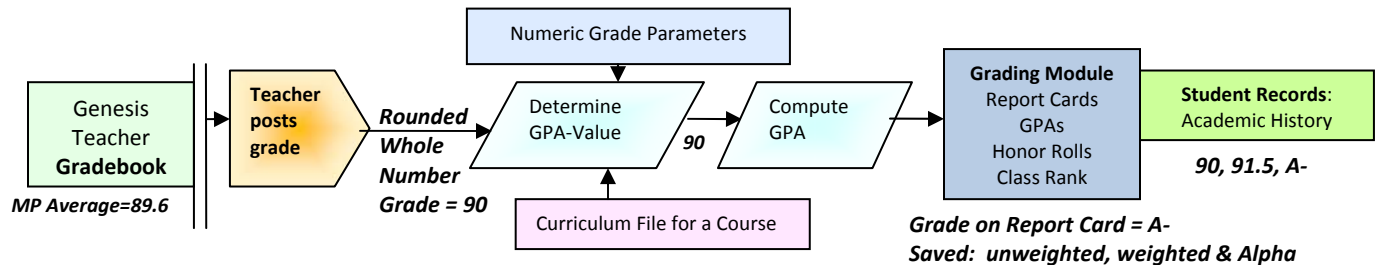 Numeric Grade Parameters
Genesis
Teacher
Gradebook
MP Average=89.6
Teacher
posts
grade
Rounded
Whole
Number
Grade = 90
Determine
GPA-Value
90
Curriculum File for a Course
Compute
GPA
Grading Module
Report Cards
GPAs
Honor Rolls
Class Rank
Student Records:
Academic History
90, 91.5, A-
Grade on Report Card = A-
Saved: unweighted, weighted & Alpha